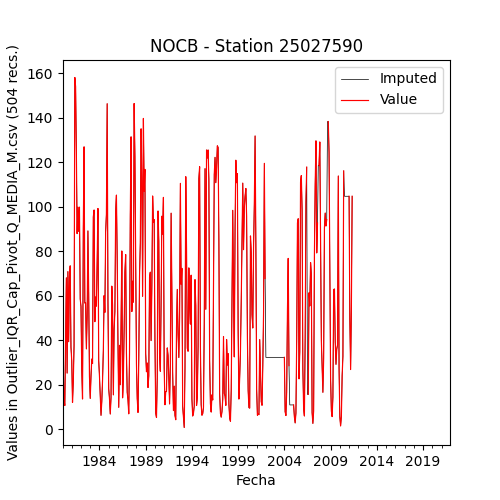 NOCB - Station 25027590
Values in Outlier_IQR_Cap_Pivot_Q_MEDIA_M.csv (504 recs.)
160
140
120
100
80
60
40
20
0
Imputed
Value
1984 1989 1994 1999 2004 2009 2014 2019
Fecha